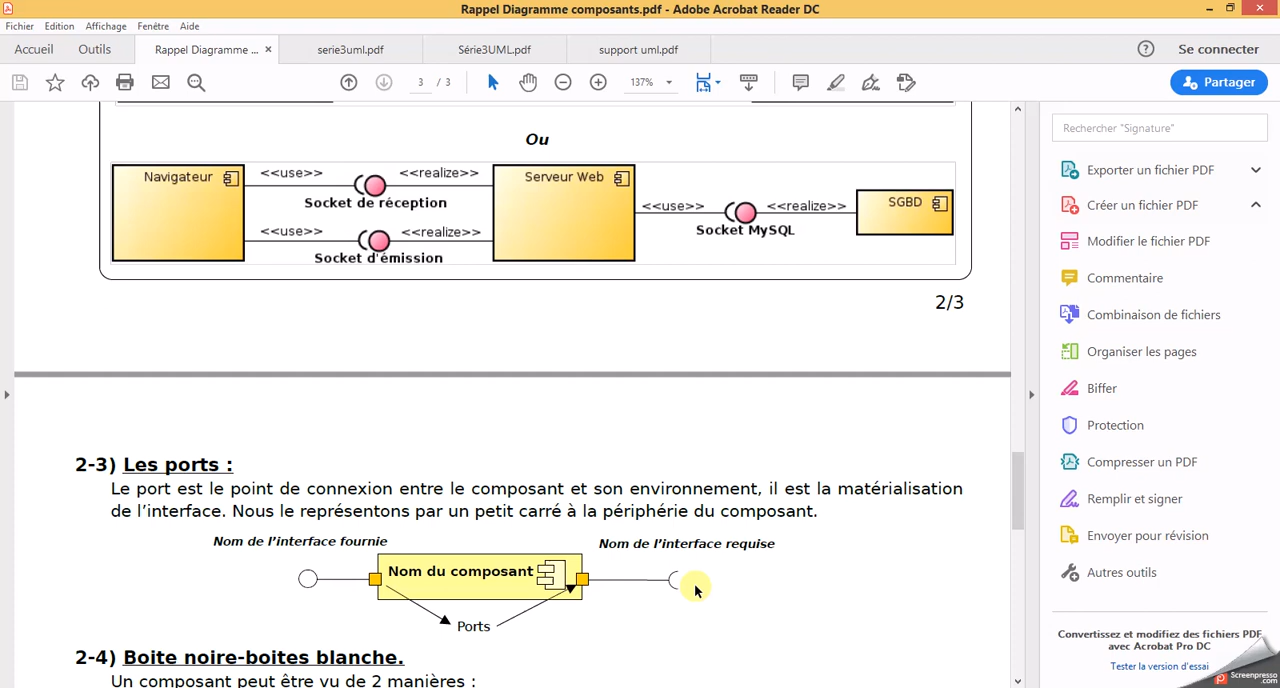 Rappel Diagramme composants.pdf - Adobe Acrobat Reader DC
Fichier Edition Affichage Fenêtre Aide
Accueil Outils Rappel Diagramme ... × serie3uml.pdf Série3UML.pdf support uml.pdf ? Se connecter
3 / 3 137% Partager
Ou
Navigateur <<use>> <<realize>> Serveur Web
Socket de réception
<<use>> <<realize>> SGBD
Socket MySQL
<<use>> <<realize>>
Socket d'émission
2/3
2-3) Les ports :
Le port est le point de connexion entre le composant et son environnement, il est la matérialisation
de l'interface. Nous le représentons par un petit carré à la périphérie du composant.
Nom de l'interface fournie Nom de l'interface requise
Nom du composant
Ports
2-4) Boite noire-boites blanche.
Un composant peut être vu de 2 manières :
Rechercher "Signature"
Exporter un fichier PDF
Créer un fichier PDF
Modifier le fichier PDF
Commentaire
Combinaison de fichiers
Organiser les pages
Biffer
Protection
Compresser un PDF
Remplir et signer
Envoyer pour révision
Autres outils
Convertissez et modifiez des fichiers PDF
avec Acrobat Pro DC
Tester la version d'essai
Screenpresso
.com